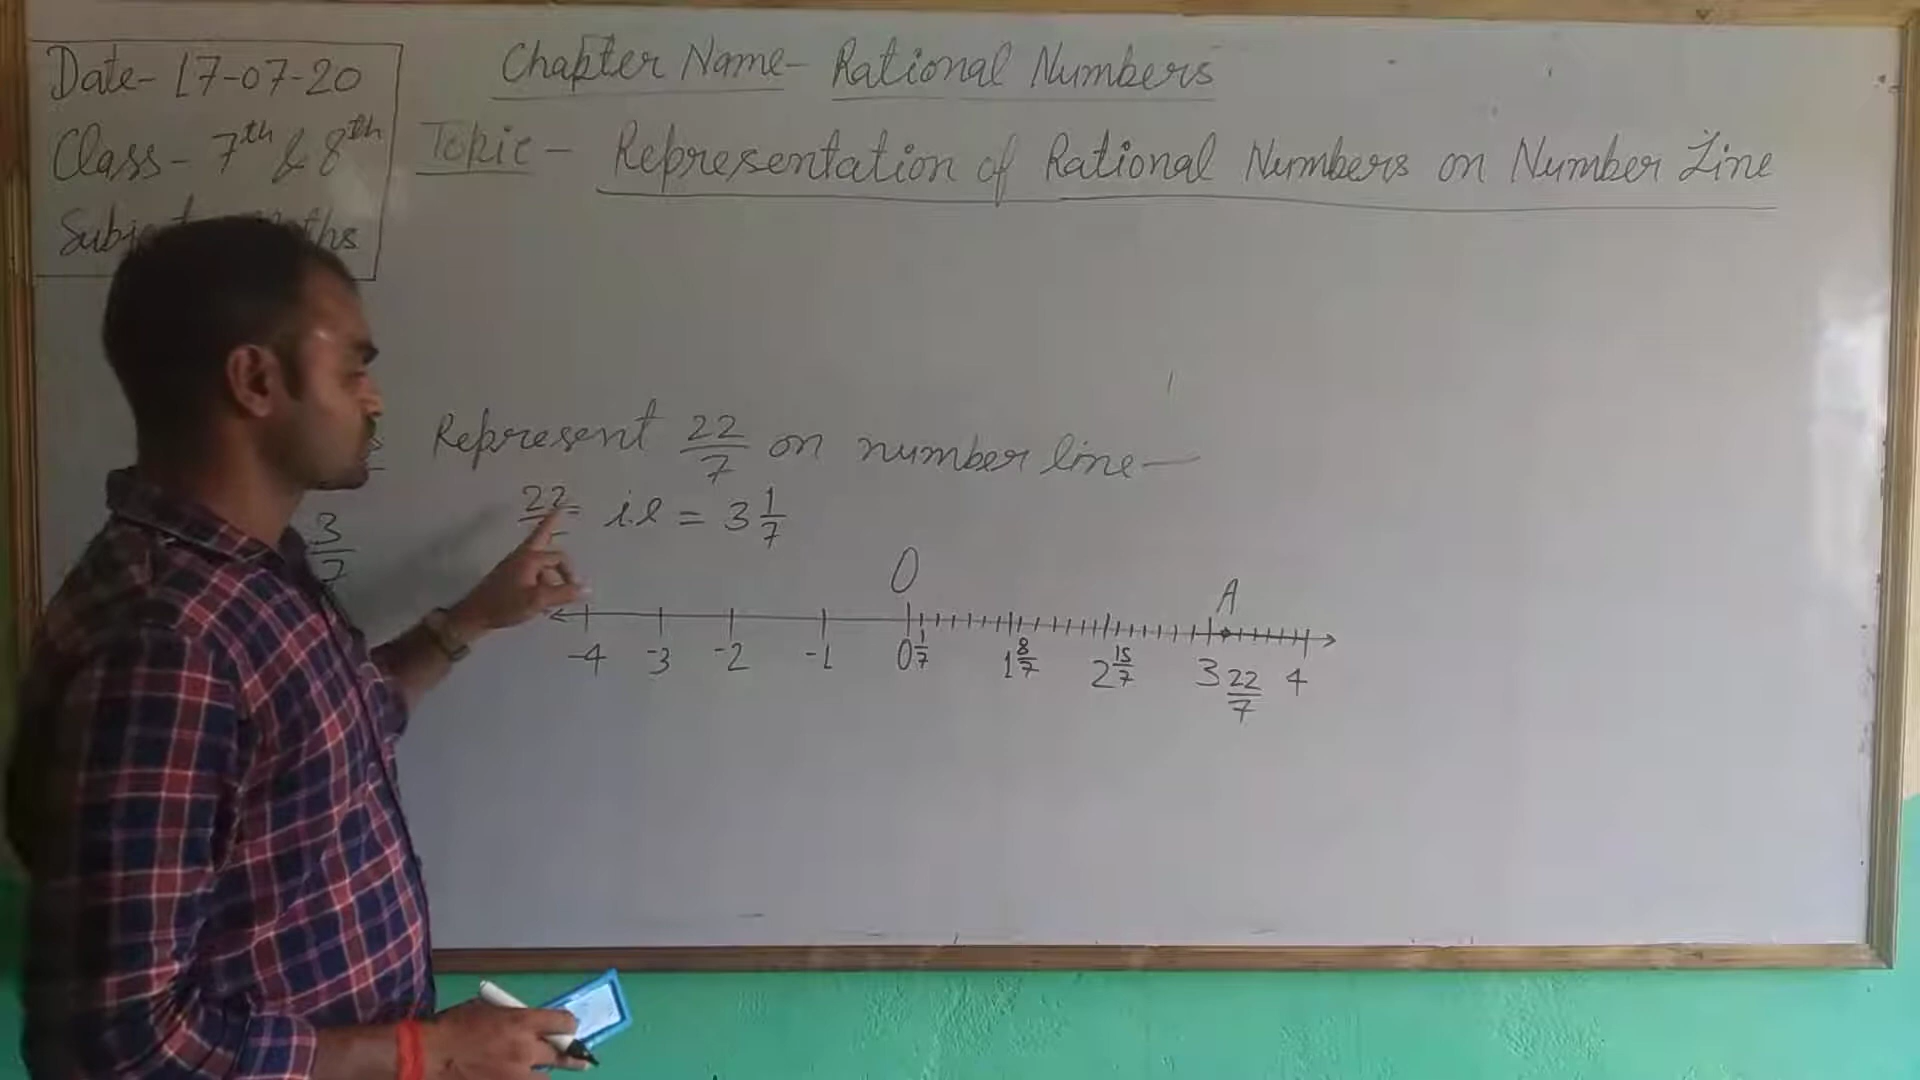 Date- 17-07-20
Class- 7th & 8th
Chapter Name- Rational Numbers
Topic- Representation of Rational Numbers on Number Line
Represent 22/7 on number line-
22 = i.e = 3 1/7
3/7
O
A
-4 -3 -2 -1 0 1/7 1 8/7 2 15/7 3 22/7 4